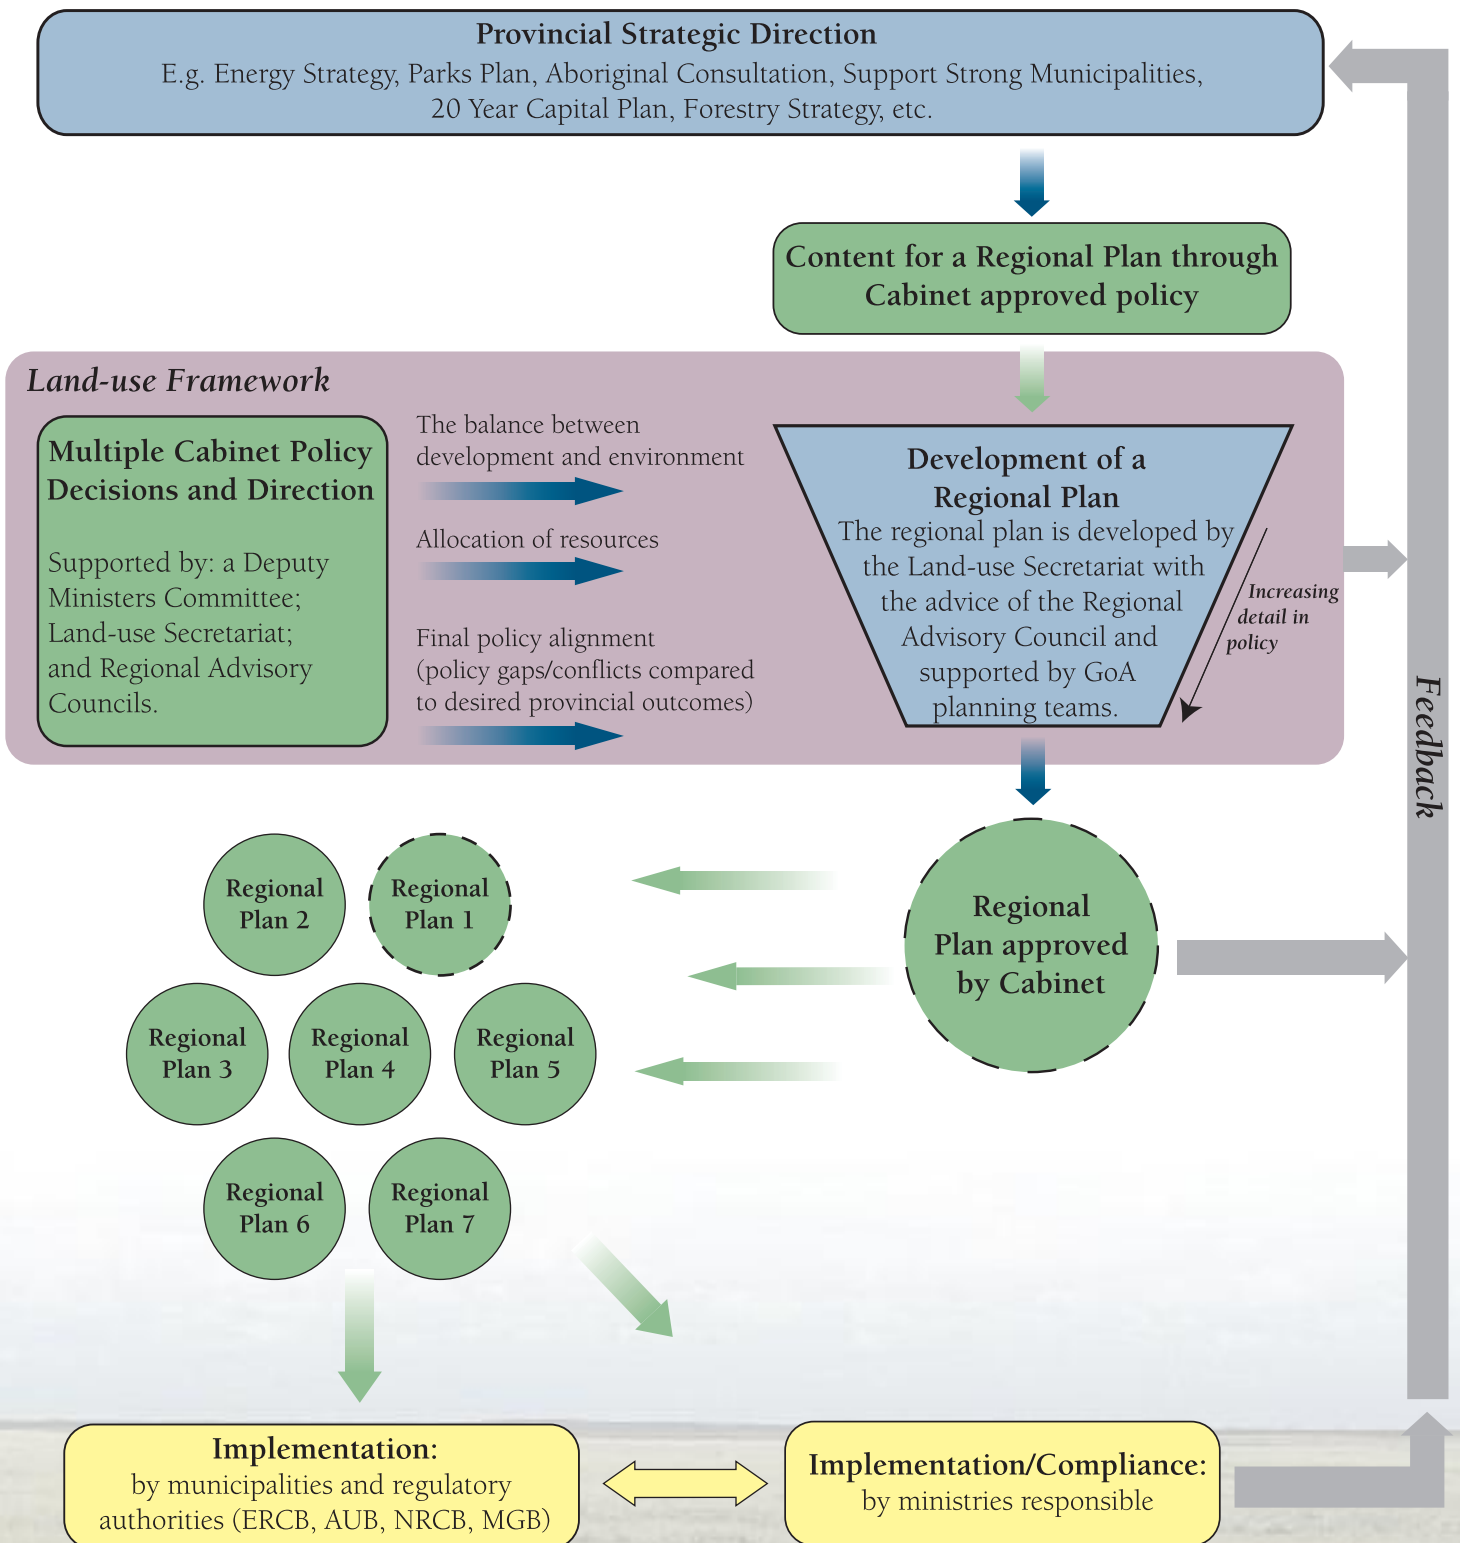 Provincial Strategic Direction
E.g. Energy Strategy, Parks Plan, Aboriginal Consultation, Support Strong Municipalities,
20 Year Capital Plan, Forestry Strategy, etc.
Content for a Regional Plan through
Cabinet approved policy
Land-use Framework
Multiple Cabinet Policy
Decisions and Direction
Supported by: a Deputy
Ministers Committee;
Land-use Secretariat;
and Regional Advisory
Councils.
The balance between
development and environment
Allocation of resources
Final policy alignment
(policy gaps/conflicts compared
to desired provincial outcomes)
Development of a
Regional Plan
The regional plan is developed by
the Land-use Secretariat with
the advice of the Regional
Advisory Council and
supported by GoA
planning teams.
Increasing
detail in
policy
Feedback
Regional
Plan 2
Regional
Plan 1
Regional
Plan approved
by Cabinet
Regional
Plan 3
Regional
Plan 4
Regional
Plan 5
Regional
Plan 6
Regional
Plan 7
Implementation:
by municipalities and regulatory
authorities (ERCB, AUB, NRCB, MGB)
Implementation/Compliance:
by ministries responsible